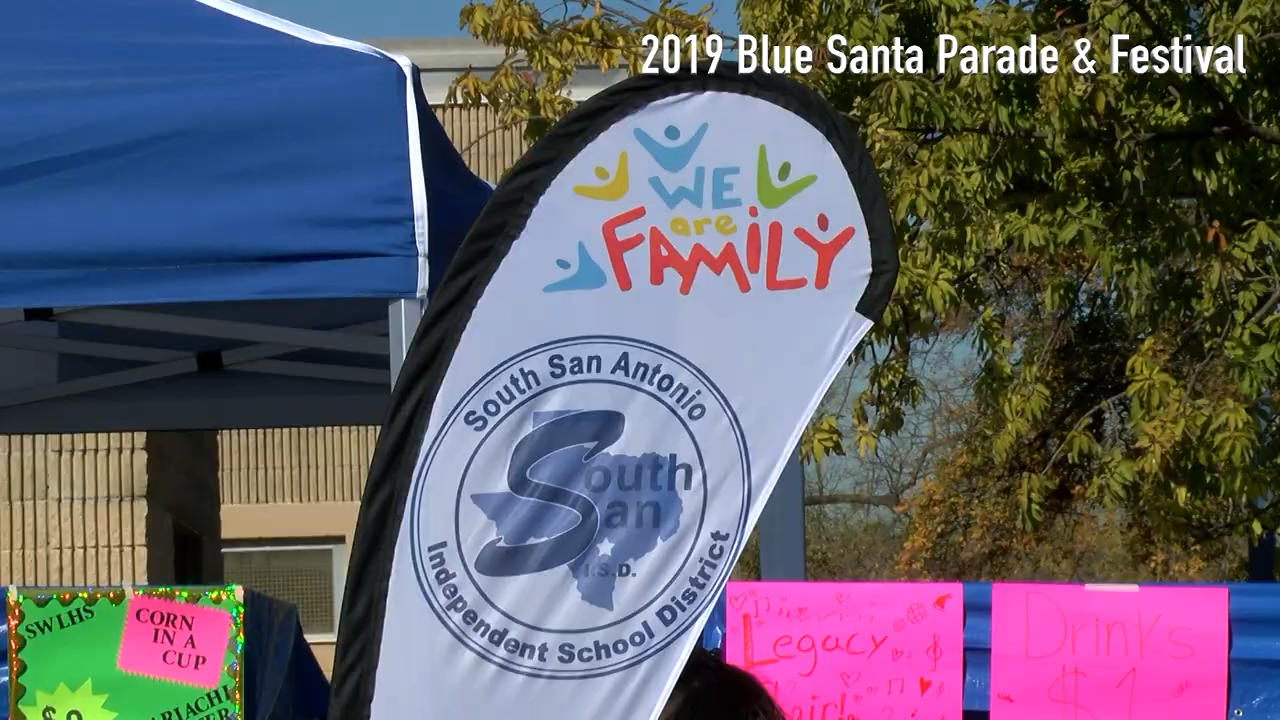 2019 Blue Santa Parade & Festival
WE
are
FAMILY
South San Antonio
South
San
I.S.D.
Independent School District
SWLHS
CORN
IN A
CUP
Legacy
Drinks
$1